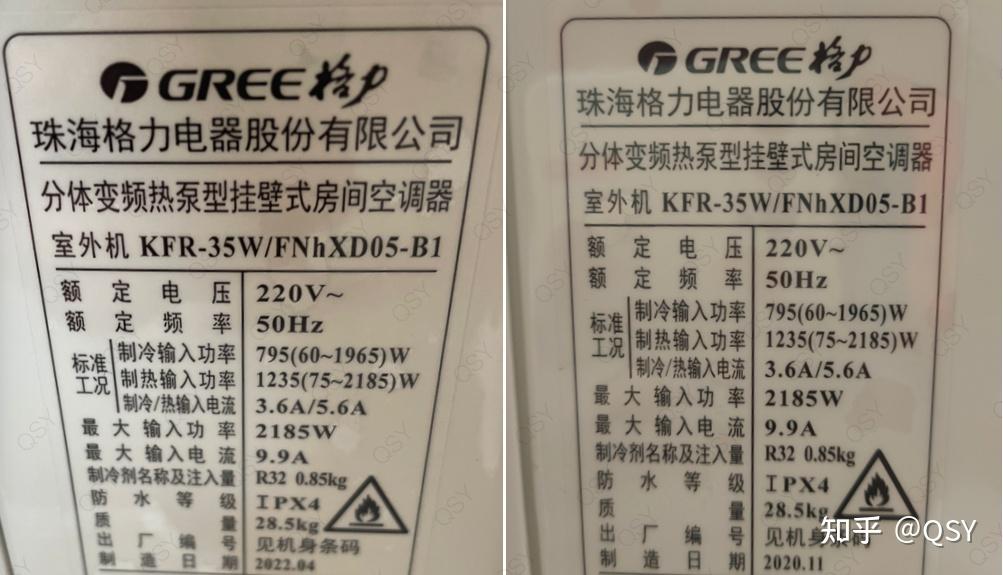 GREE 格力
珠海格力电器股份有限公司
分体变频热泵型挂壁式房间空调器
室外机 KFR-35W/FNhXD05-B1
额定电压 220V~
额定频率 50Hz
标准工况 制冷输入功率 795(60~1965)W
制热输入功率 1235(75~2185)W
制冷/热输入电流 3.6A/5.6A
最大输入功率 2185W
最大输入电流 9.9A
制冷剂名称及注入量 R32 0.85kg
防水等级 IPX4
质量 28.5kg
出厂编号 见机身条码
制造日期 2022.04
GREE 格力
珠海格力电器股份有限公司
分体变频热泵型挂壁式房间空调器
室外机 KFR-35W/FNhXD05-B1
额定电压 220V~
额定频率 50Hz
标准工况 制冷输入功率 795(60~1965)W
制热输入功率 1235(75~2185)W
制冷/热输入电流 3.6A/5.6A
最大输入功率 2185W
最大输入电流 9.9A
制冷剂名称及注入量 R32 0.85kg
防水等级 IPX4
质量 28.5kg
出厂编号 见机身条码
制造日期 2020.11
知乎 @QSY